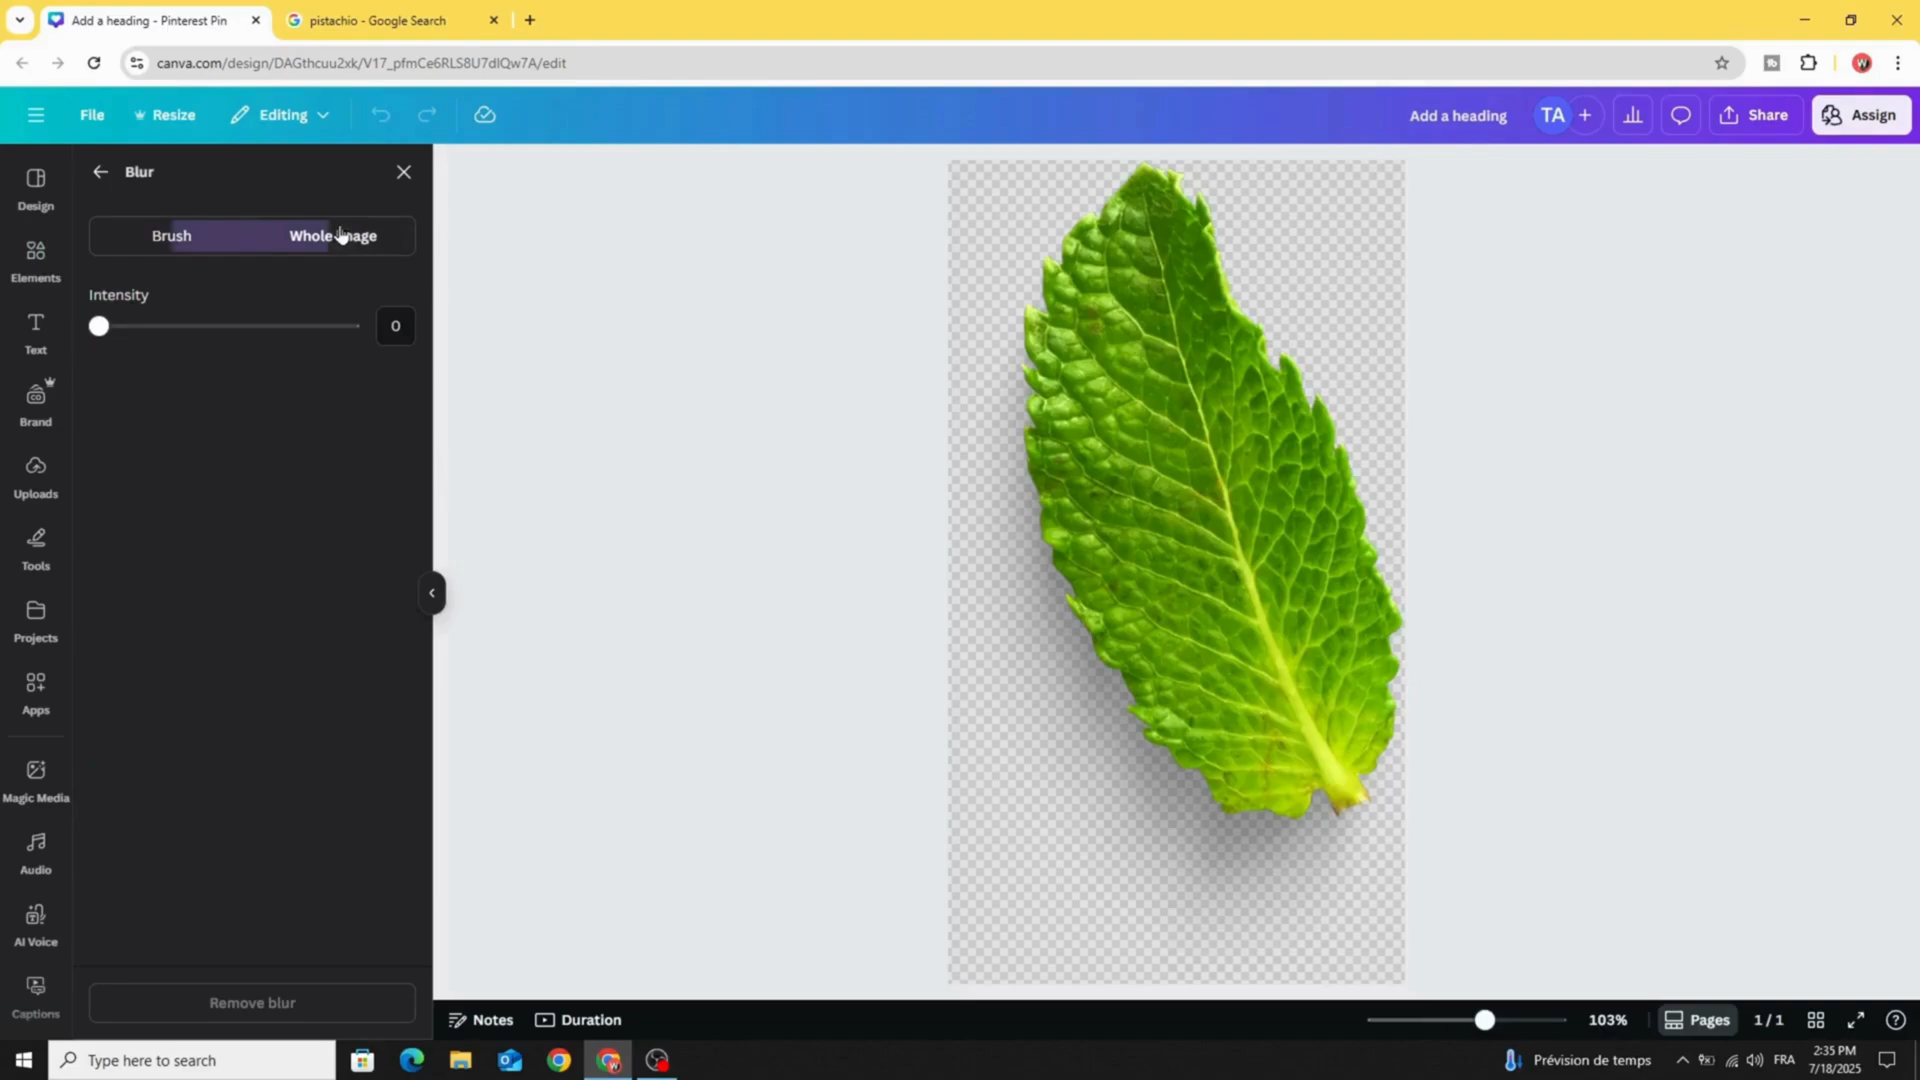 Add a heading - Pinterest Pin
pistachio - Google Search
canva.com/design/DAGthcuu2xk/V17_pfmCe6RLS8U7dIQw7A/edit
W
File
Resize
Editing
Add a heading
TA
Share
Assign
Design
Elements
Text
CO
Brand
Uploads
Tools
Projects
Apps
Magic Media
Audio
AI Voice
Captions
Blur
Brush
Whole image
Intensity
0
Remove blur
Notes
Duration
103%
Pages
1 / 1
Type here to search
Prévision de temps
FRA
2:35 PM
7/18/2025